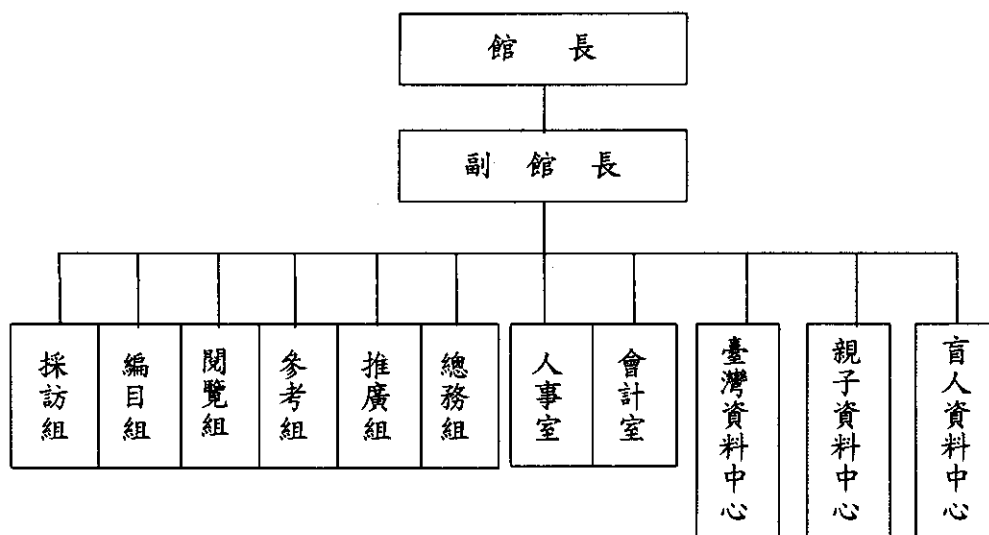 館長
副館長
採訪組
編目組
閱覽組
參考組
推廣組
總務組
人事室
會計室
臺灣資料中心
親子資料中心
盲人資料中心